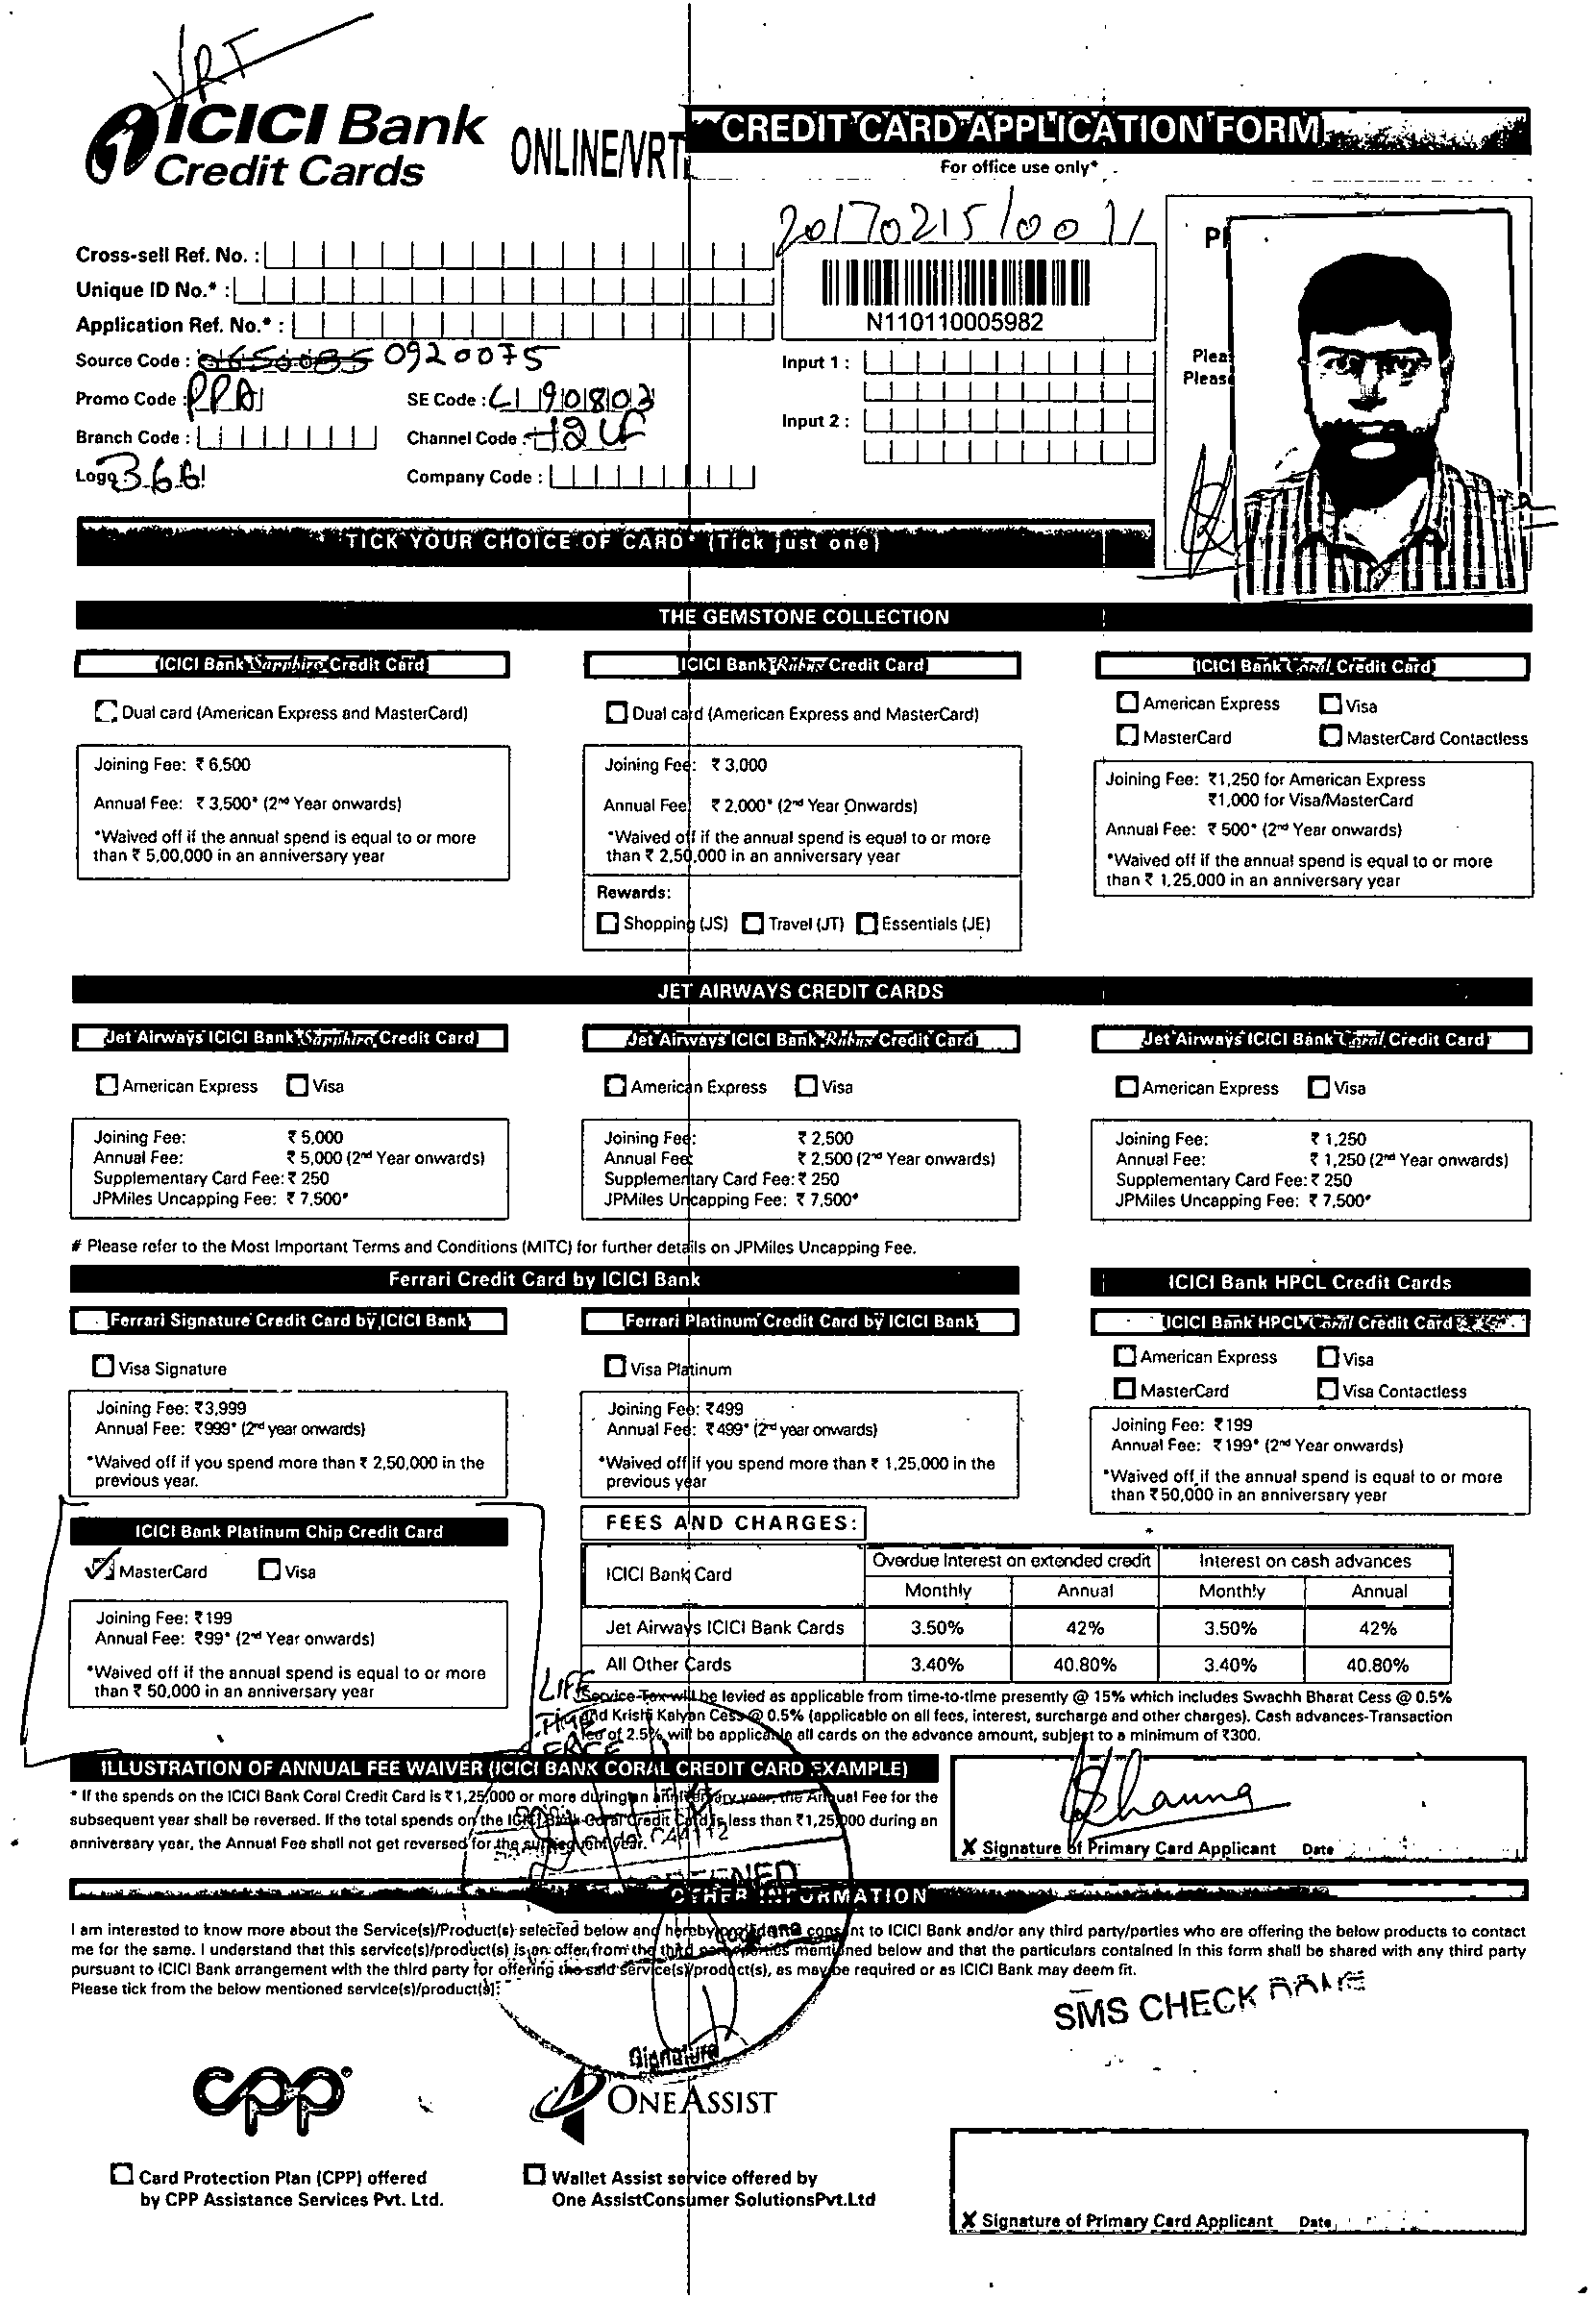 VRT
ICICI Bank
Credit Cards
ONLINE/VRT
CREDIT CARD APPLICATION FORM
For office use only*
20170215/0011
Cross-sell Ref. No. :
Unique ID No.* :
Application Ref. No.* :
N110110005982
Source Code : 0650085 0920075
Promo Code : PPA
SE Code :
Branch Code :
Channel Code :
Logo 366
Company Code :
Input 1 :
Input 2 :
TICK YOUR CHOICE OF CARD* (Tick just one)
THE GEMSTONE COLLECTION
ICICI Bank Sapphiro Credit Card
Dual card (American Express and MasterCard)
Joining Fee: ₹ 6,500
Annual Fee: ₹ 3,500* (2nd Year onwards)
*Waived off if the annual spend is equal to or more
than ₹ 5,00,000 in an anniversary year
ICICI Bank Rubyx Credit Card
Dual card (American Express and MasterCard)
Joining Fee: ₹ 3,000
Annual Fee: ₹ 2,000* (2nd Year Onwards)
*Waived off if the annual spend is equal to or more
than ₹ 2,50,000 in an anniversary year
Rewards:
Shopping (JS) Travel (JT) Essentials (JE)
ICICI Bank Coral Credit Card
American Express Visa
MasterCard MasterCard Contactless
Joining Fee: ₹1,250 for American Express
₹1,000 for Visa/MasterCard
Annual Fee: ₹ 500* (2nd Year onwards)
*Waived off if the annual spend is equal to or more
than ₹ 1,25,000 in an anniversary year
JET AIRWAYS CREDIT CARDS
Jet Airways ICICI Bank Sapphiro Credit Card
American Express Visa
Joining Fee: ₹ 5,000
Annual Fee: ₹ 5,000 (2nd Year onwards)
Supplementary Card Fee: ₹ 250
JPMiles Uncapping Fee: ₹ 7,500#
Jet Airways ICICI Bank Rubyx Credit Card
American Express Visa
Joining Fee: ₹ 2,500
Annual Fee: ₹ 2,500 (2nd Year onwards)
Supplementary Card Fee: ₹ 250
JPMiles Uncapping Fee: ₹ 7,500#
Jet Airways ICICI Bank Coral Credit Card
American Express Visa
Joining Fee: ₹ 1,250
Annual Fee: ₹ 1,250 (2nd Year onwards)
Supplementary Card Fee: ₹ 250
JPMiles Uncapping Fee: ₹ 7,500#
# Please refer to the Most Important Terms and Conditions (MITC) for further details on JPMiles Uncapping Fee.
Ferrari Credit Card by ICICI Bank
Ferrari Signature Credit Card by ICICI Bank
Visa Signature
Joining Fee: ₹3,999
Annual Fee: ₹999* (2nd year onwards)
*Waived off if you spend more than ₹ 2,50,000 in the
previous year.
Ferrari Platinum Credit Card by ICICI Bank
Visa Platinum
Joining Fee: ₹499
Annual Fee: ₹499* (2nd year onwards)
*Waived off if you spend more than ₹ 1,25,000 in the
previous year
ICICI Bank HPCL Credit Cards
ICICI Bank HPCL Coral Credit Card
American Express Visa
MasterCard Visa Contactless
Joining Fee: ₹199
Annual Fee: ₹199* (2nd Year onwards)
*Waived off if the annual spend is equal to or more
than ₹50,000 in an anniversary year
ICICI Bank Platinum Chip Credit Card
MasterCard Visa
Joining Fee: ₹199
Annual Fee: ₹99* (2nd Year onwards)
*Waived off if the annual spend is equal to or more
than ₹ 50,000 in an anniversary year
FEES AND CHARGES:
ICICI Bank Card Overdue Interest on extended credit Interest on cash advances
Monthly Annual Monthly Annual
Jet Airways ICICI Bank Cards 3.50% 42% 3.50% 42%
All Other Cards 3.40% 40.80% 3.40% 40.80%
LIFE
TIME
FREE
Service Tax will be levied as applicable from time-to-time presently @ 15% which includes Swachh Bharat Cess @ 0.5%
and Krishi Kalyan Cess @ 0.5% (applicable on all fees, interest, surcharge and other charges). Cash advances-Transaction
fee of 2.5% will be applicable all cards on the advance amount, subject to a minimum of ₹300.
ILLUSTRATION OF ANNUAL FEE WAIVER (ICICI BANK CORAL CREDIT CARD EXAMPLE)
* If the spends on the ICICI Bank Coral Credit Card is ₹1,25,000 or more during an anniversary year, the Annual Fee for the
subsequent year shall be reversed. If the total spends on the ICICI Bank Coral Credit Card is less than ₹1,25,000 during an
anniversary year, the Annual Fee shall not get reversed for the subsequent year.
X Signature of Primary Card Applicant Date
OTHER INFORMATION
I am interested to know more about the Service(s)/Product(s) selected below and hereby consent to ICICI Bank and/or any third party/parties who are offering the below products to contact
me for the same. I understand that this service(s)/product(s) is an offer from the third party/parties mentioned below and that the particulars contained in this form shall be shared with any third party
pursuant to ICICI Bank arrangement with the third party for offering the said service(s)/product(s), as may be required or as ICICI Bank may deem fit.
Please tick from the below mentioned service(s)/product(s):
SMS CHECK
Signature
cpp
ONEASSIST
Card Protection Plan (CPP) offered
by CPP Assistance Services Pvt. Ltd.
Wallet Assist service offered by
One AssistConsumer SolutionsPvt.Ltd
X Signature of Primary Card Applicant Date